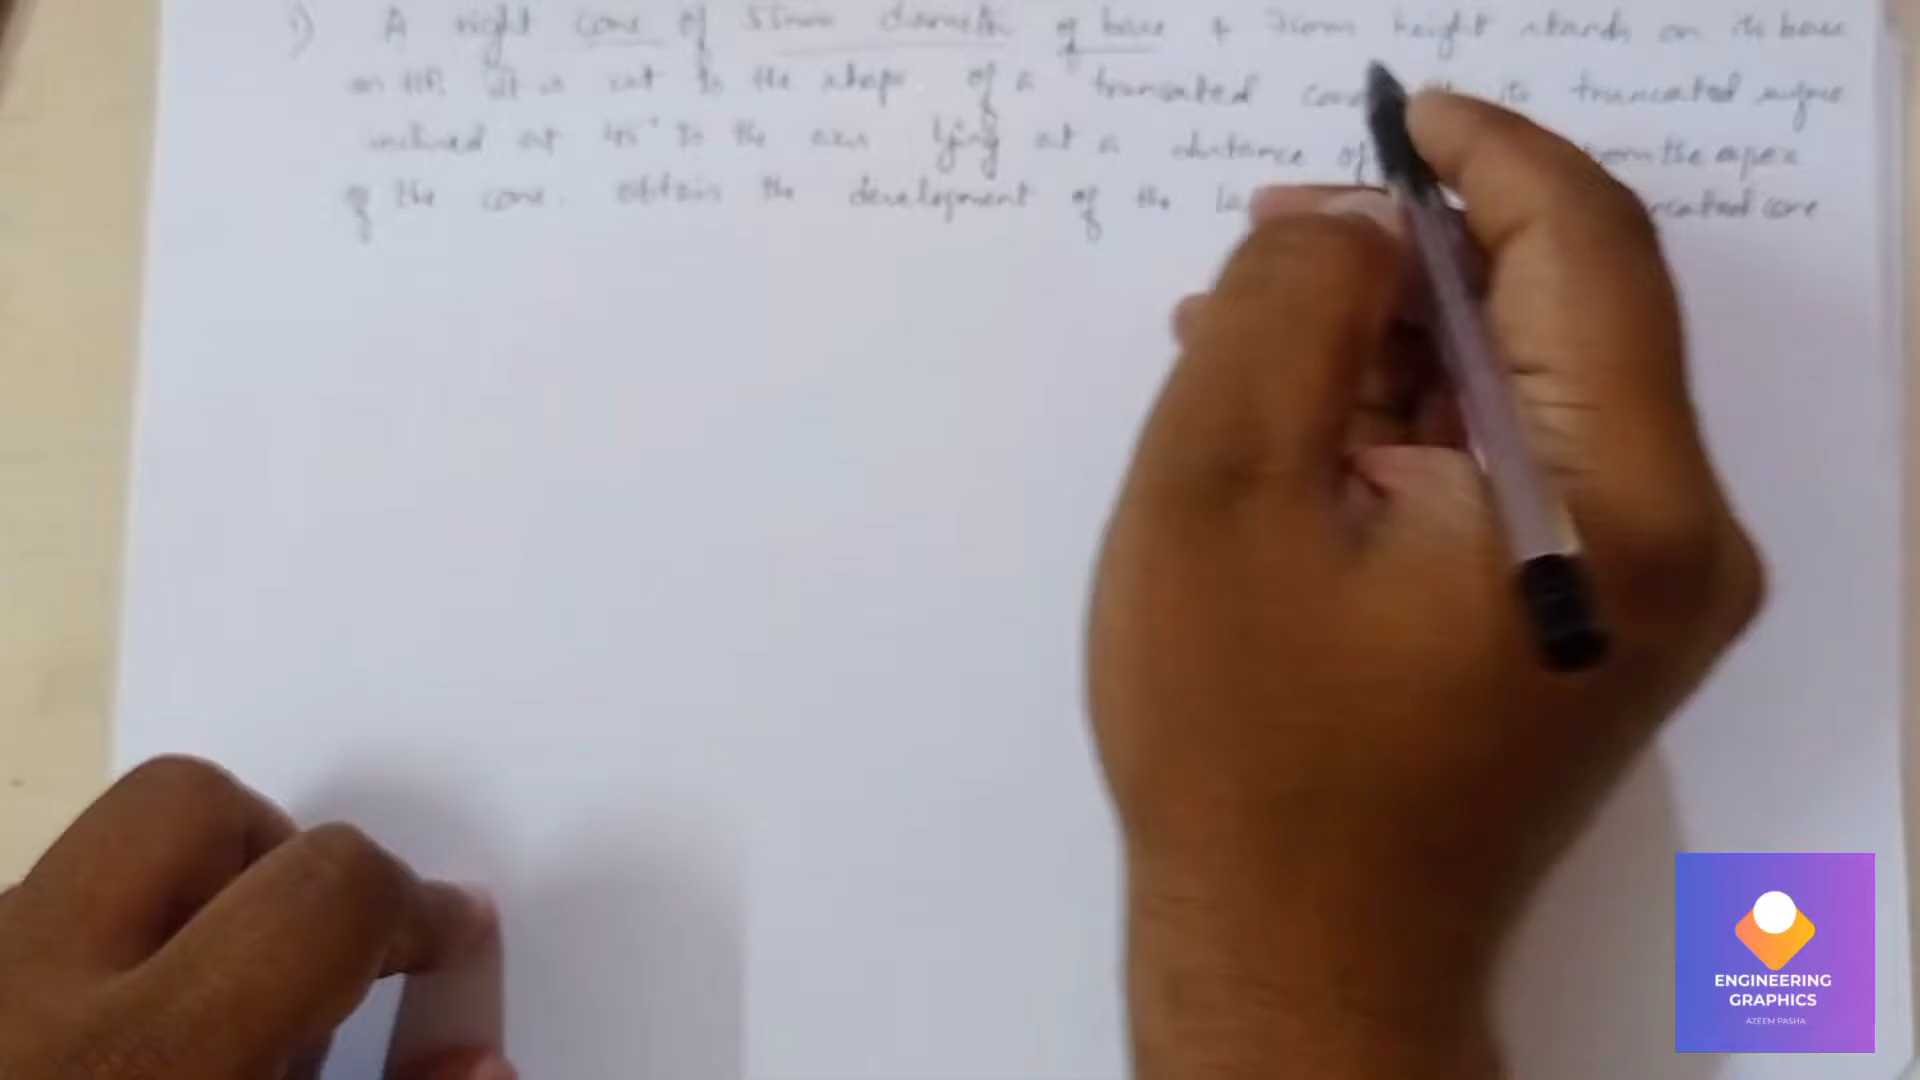 1) A right cone of 55mm diameter of base & 75mm height stands on its base
on HP. It is cut to the shape of a truncated cone its truncated
inclined at 45° to the axis lying at a distance of from the apex
of the cone. obtain the development of the cone
ENGINEERING
GRAPHICS
AZEEM PASHA